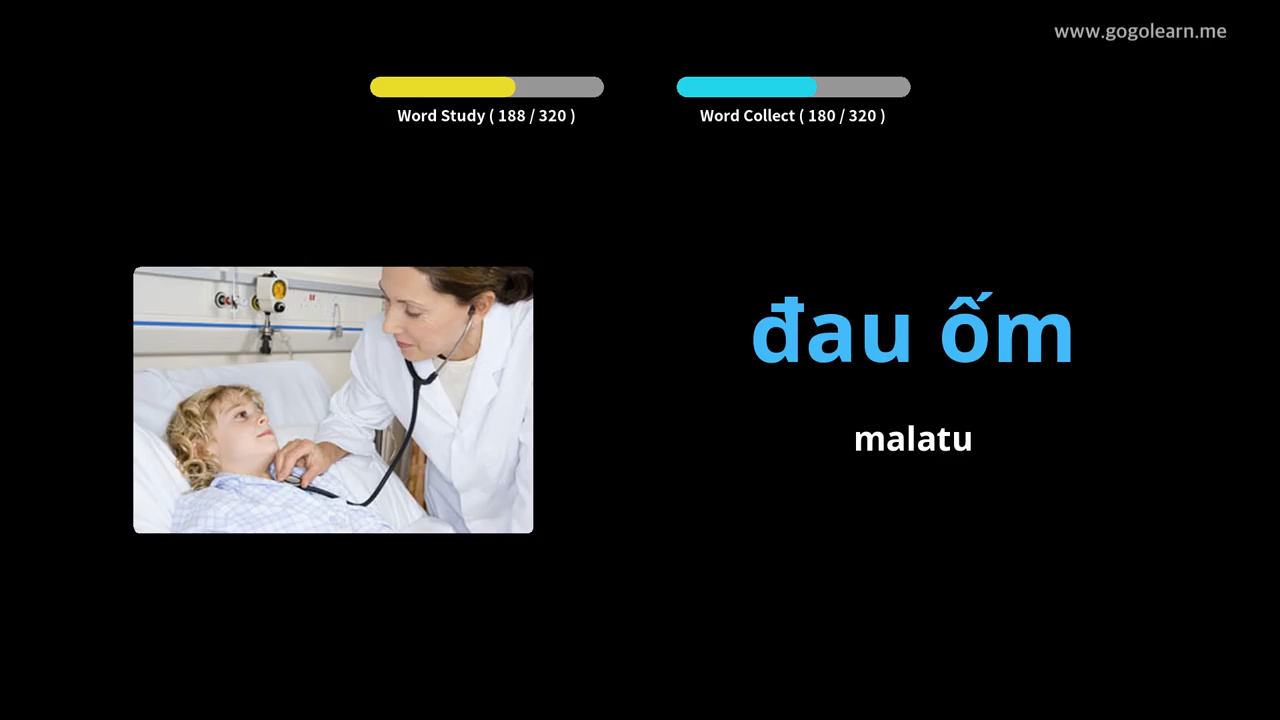 www.gogolearn.me
Word Study ( 188 / 320 )
Word Collect ( 180 / 320 )
đau ốm
malatu